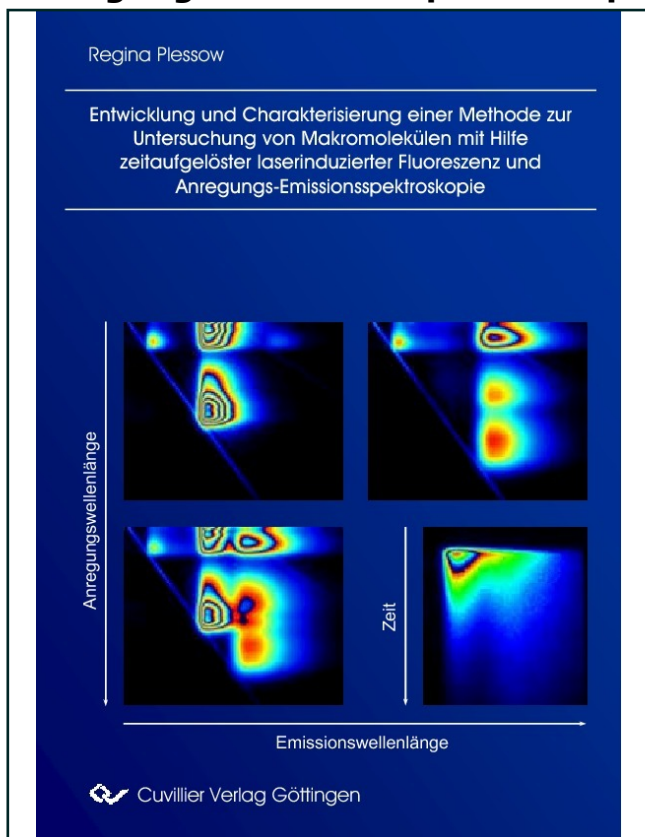 Regina Plessow
Entwicklung und Charakterisierung einer Methode zur
Untersuchung von Makromolekülen mit Hilfe
zeitaufgelöster laserinduzierter Fluoreszenz und
Anregungs-Emissionsspektroskopie
Anregungswellenlänge
Zeit
Emissionswellenlänge
Cuvillier Verlag Göttingen